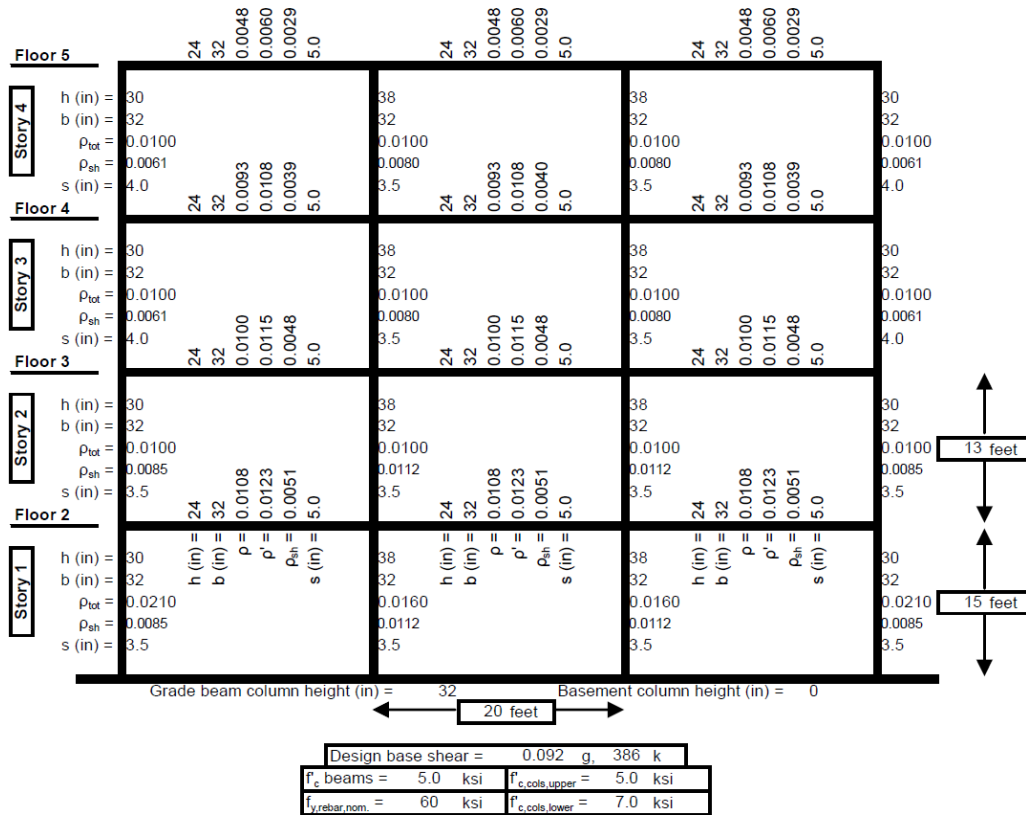 24 32 0.0048 0.0060 0.0029 5.0 24 32 0.0048 0.0060 0.0029 5.0 24 32 0.0048 0.0060 0.0029 5.0
Floor 5
Story 4
h (in) = 30 38 38 30
b (in) = 32 32 32 32
ρtot = 0.0100 0.0100 0.0100 0.0100
ρsh = 0.0061 0.0080 0.0080 0.0061
s (in) = 4.0 3.5 3.5 4.0
24 32 0.0093 0.0108 0.0039 5.0 24 32 0.0093 0.0108 0.0040 5.0 24 32 0.0093 0.0108 0.0039 5.0
Floor 4
Story 3
h (in) = 30 38 38 30
b (in) = 32 32 32 32
ρtot = 0.0100 0.0100 0.0100 0.0100
ρsh = 0.0061 0.0080 0.0080 0.0061
s (in) = 4.0 3.5 3.5 4.0
24 32 0.0100 0.0115 0.0048 5.0 24 32 0.0100 0.0115 0.0048 5.0 24 32 0.0100 0.0115 0.0048 5.0
Floor 3
Story 2
h (in) = 30 38 38 30
b (in) = 32 32 32 32
ρtot = 0.0100 0.0100 0.0100 0.0100
13 feet
ρsh = 0.0085 0.0112 0.0112 0.0085
s (in) = 3.5 3.5 3.5 3.5
24 32 0.0108 0.0123 0.0051 5.0 24 32 0.0108 0.0123 0.0051 5.0 24 32 0.0108 0.0123 0.0051 5.0
Floor 2
h (in) = b (in) = ρ = ρ' = ρsh = s (in) = h (in) = b (in) = ρ = ρ' = ρsh = s (in) = h (in) = b (in) = ρ = ρ' = ρsh = s (in) =
Story 1
h (in) = 30 38 38 30
b (in) = 32 32 32 32
ρtot = 0.0210 0.0160 0.0160 0.0210
15 feet
ρsh = 0.0085 0.0112 0.0112 0.0085
s (in) = 3.5 3.5 3.5 3.5
Grade beam column height (in) = 32 Basement column height (in) = 0
20 feet
Design base shear = 0.092 g, 386 k
f'c beams = 5.0 ksi f'c,cols,upper = 5.0 ksi
fy,rebar,nom. = 60 ksi f'c,cols,lower = 7.0 ksi